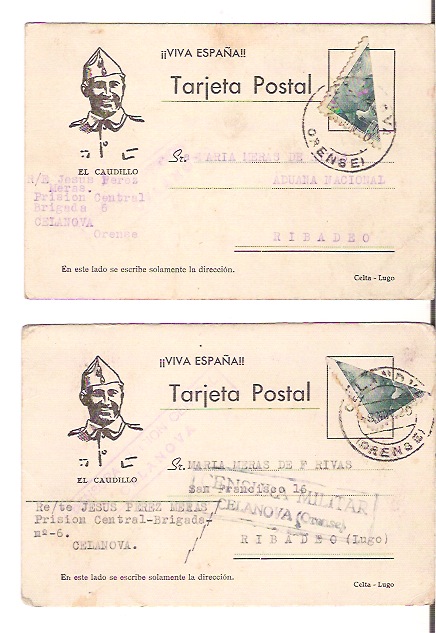 ¡¡VIVA ESPAÑA!!
Tarjeta Postal
ORENSE
EL CAUDILLO
Sr. MARIA MERAS DE
ADUANA NACIONAL
R/E Jesus Perez
Meras.
Prision Central
Brigada 6
CELANOVA
Orense
RIBADEO
En este lado se escribe solamente la dirección.
Celta - Lugo
¡¡VIVA ESPAÑA!!
Tarjeta Postal
(ORENSE)
EL CAUDILLO
CELANOVA
Sr. MARIA MERAS DE F RIVAS
San Francisco 16
CENSURA MILITAR
CELANOVA (Orense)
Re/te JESUS PEREZ MERAS
Prision Central-Brigada-
nº-6.
CELANOVA.
RIBADEO (Lugo)
En este lado se escribe solamente la dirección.
Celta - Lugo